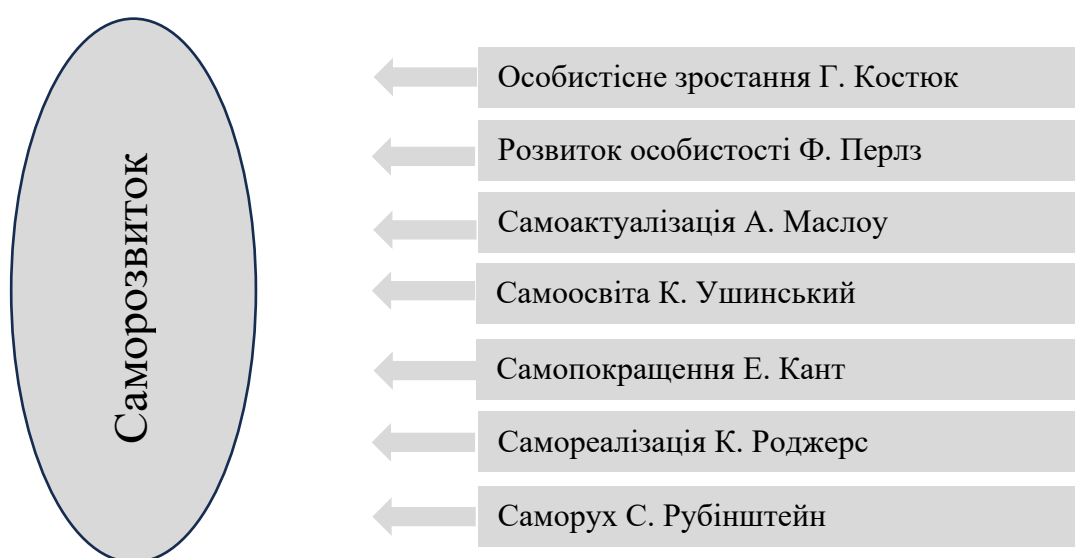 Саморозвиток
Особистісне зростання Г. Костюк
Розвиток особистості Ф. Перлз
Самоактуалізація А. Маслоу
Самоосвіта К. Ушинський
Самопокращення Е. Кант
Самореалізація К. Роджерс
Саморух С. Рубінштейн